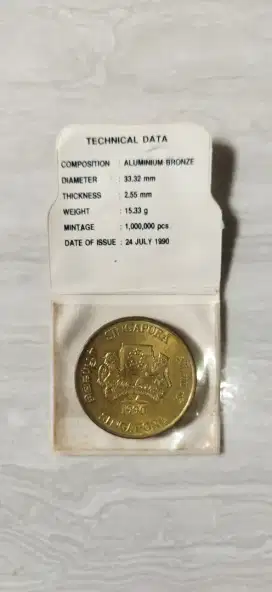 TECHNICAL DATA
COMPOSITION : ALUMINIUM BRONZE
DIAMETER : 33.32 mm
THICKNESS : 2.55 mm
WEIGHT : 15.33 g
MINTAGE : 1,000,000 pcs
DATE OF ISSUE : 24 JULY 1990
SINGAPURA
1990
SINGAPORE